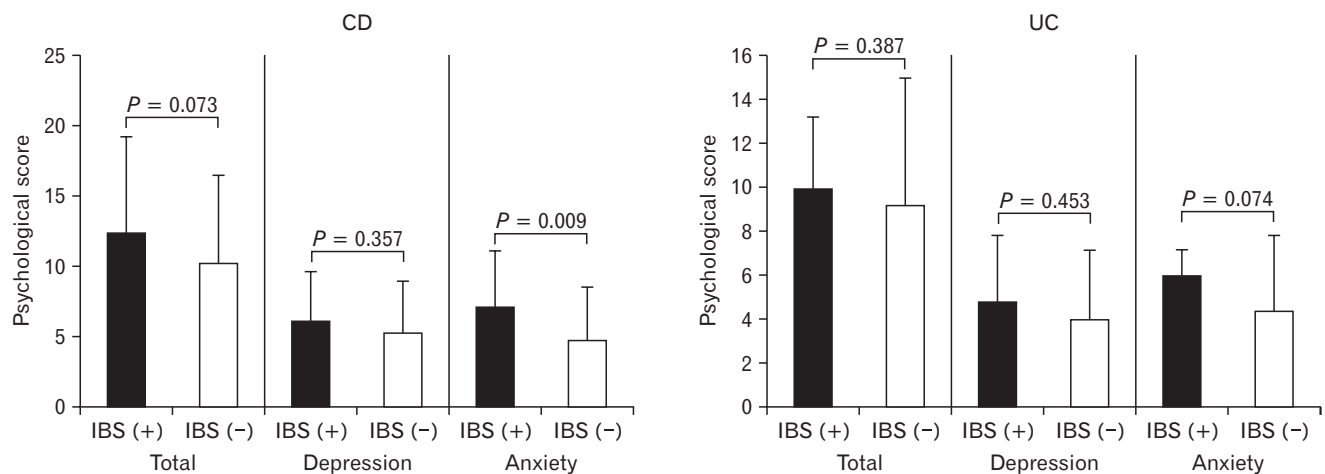 CD
Psychological score
25
20
15
10
5
0
P = 0.073
P = 0.357
P = 0.009
IBS (+) IBS (−) IBS (+) IBS (−) IBS (+) IBS (−)
Total Depression Anxiety
UC
Psychological score
16
14
12
10
8
6
4
2
0
P = 0.387
P = 0.453
P = 0.074
IBS (+) IBS (−) IBS (+) IBS (−) IBS (+) IBS (−)
Total Depression Anxiety